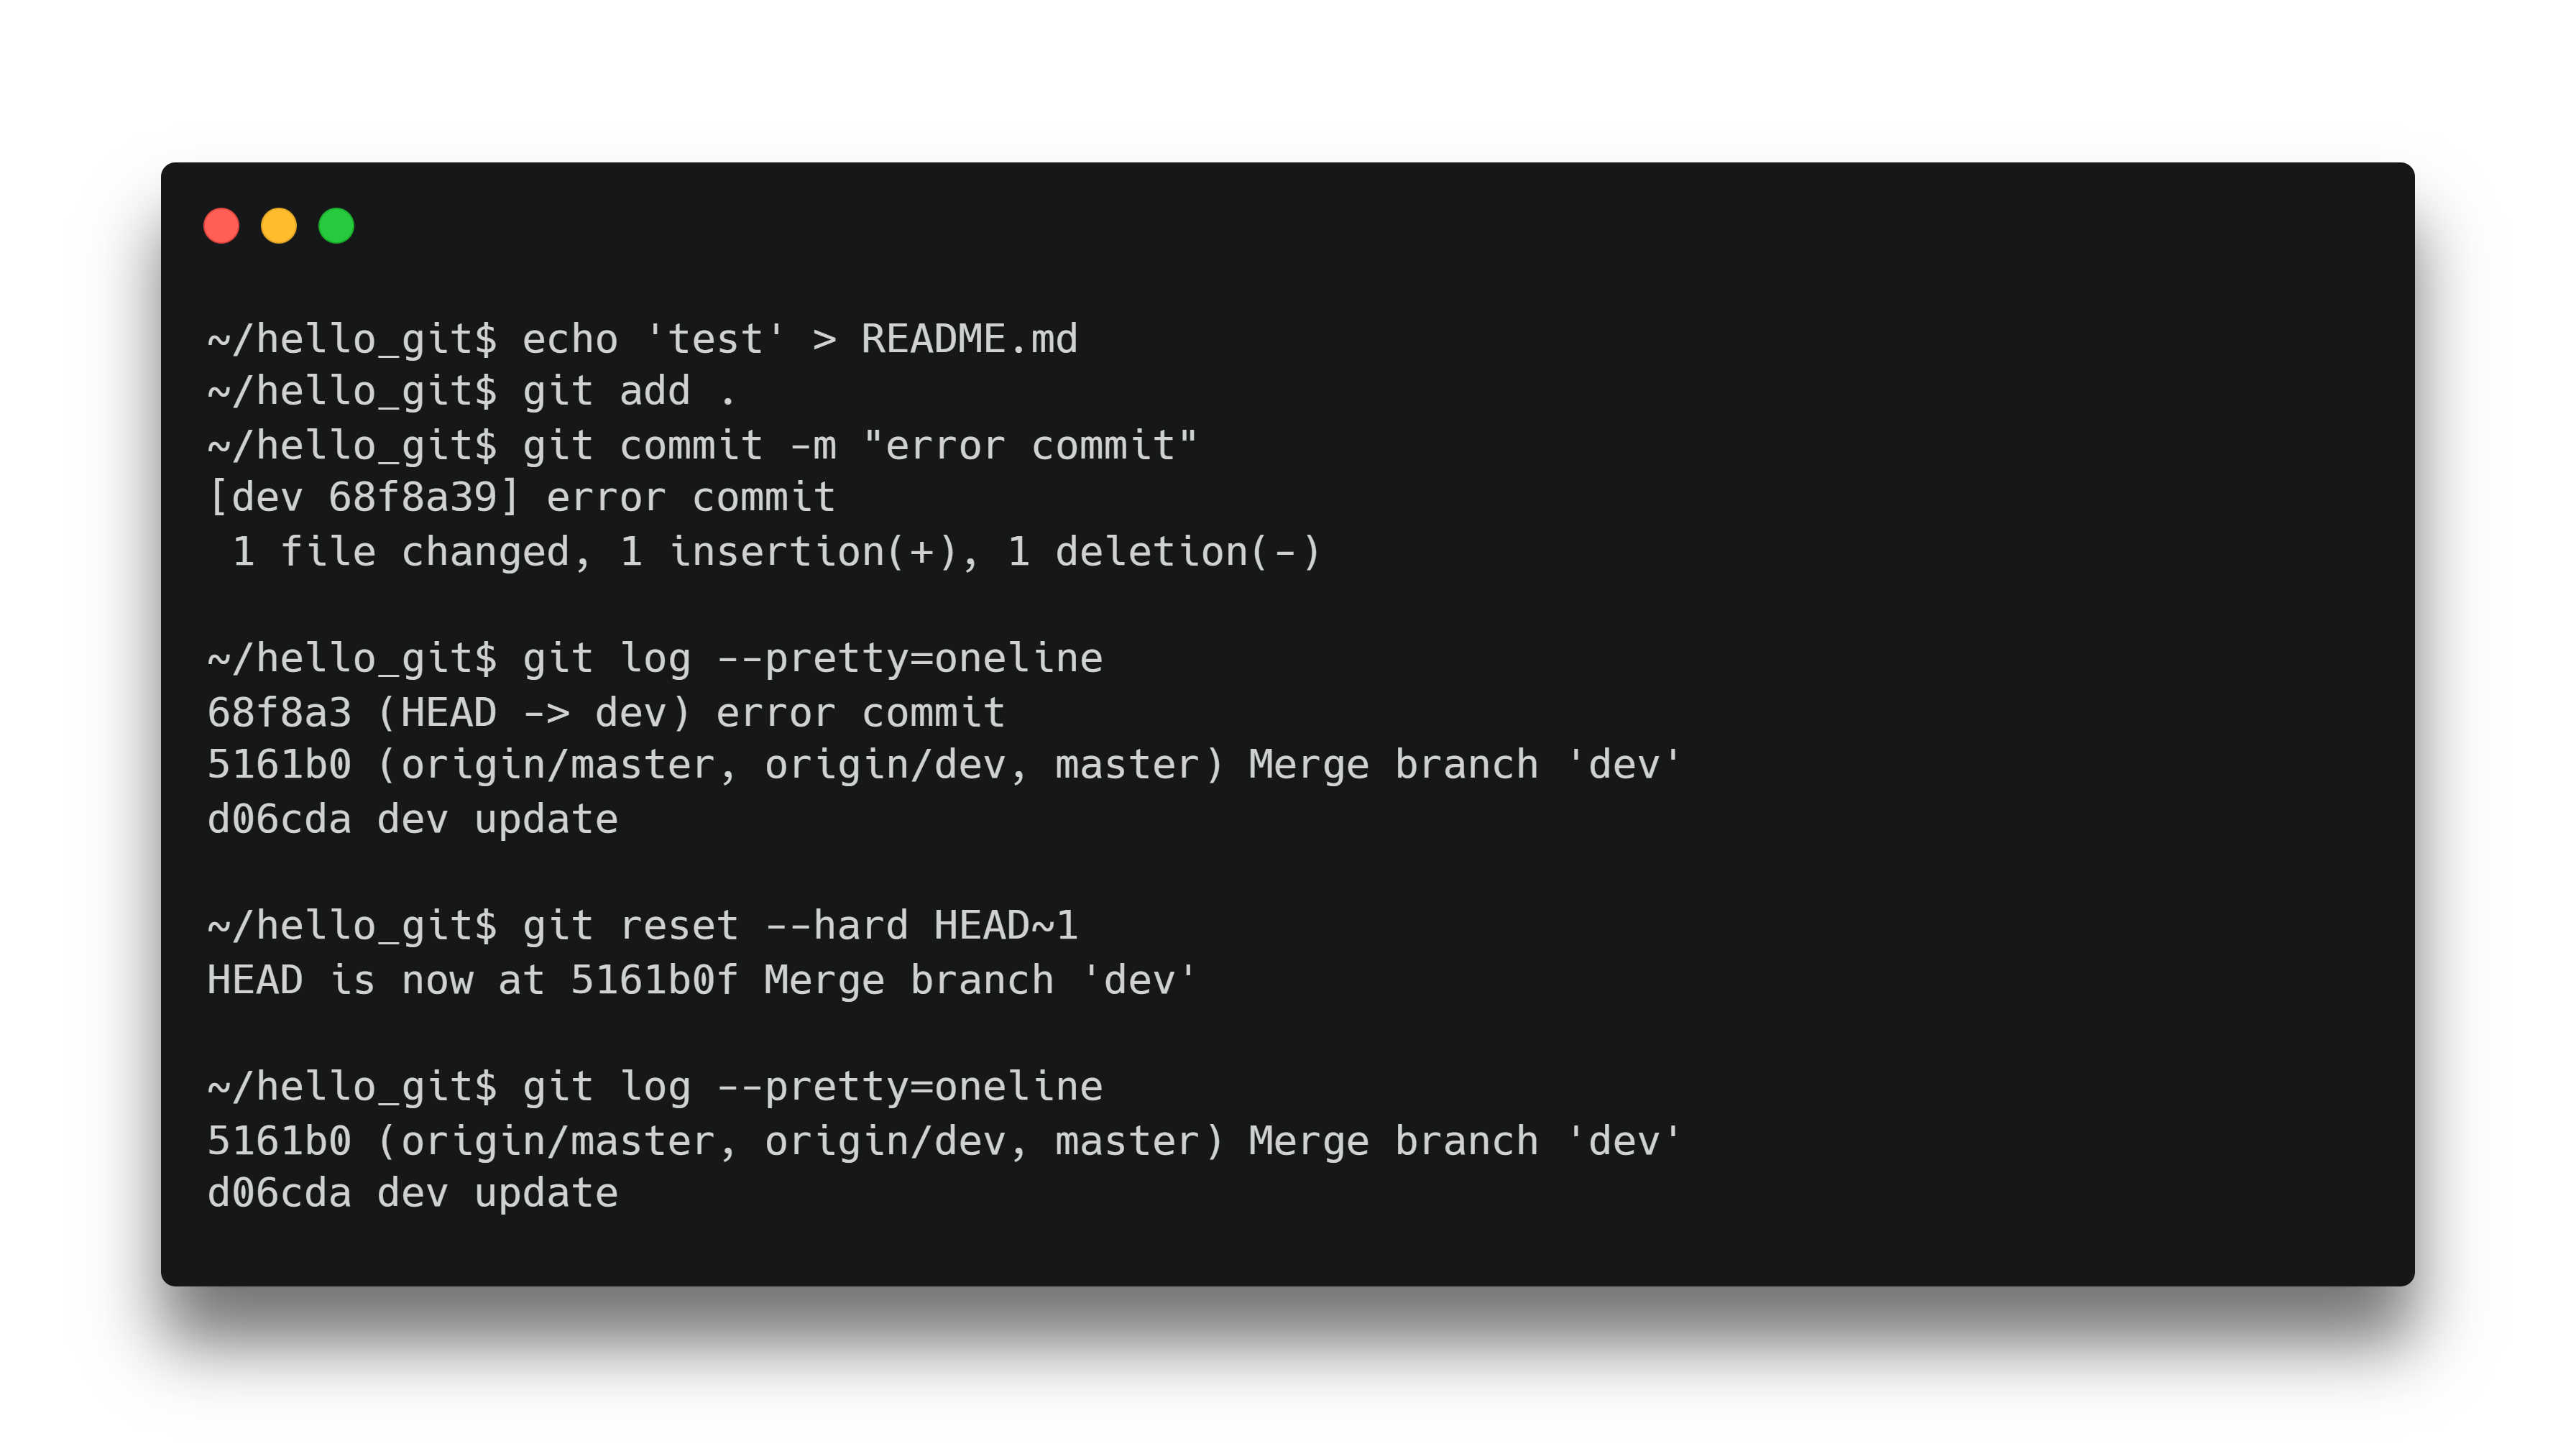 ~/hello_git$ echo 'test' > README.md
~/hello_git$ git add .
~/hello_git$ git commit -m "error commit"
[dev 68f8a39] error commit
 1 file changed, 1 insertion(+), 1 deletion(-)

~/hello_git$ git log --pretty=oneline
68f8a3 (HEAD -> dev) error commit
5161b0 (origin/master, origin/dev, master) Merge branch 'dev'
d06cda dev update

~/hello_git$ git reset --hard HEAD~1
HEAD is now at 5161b0f Merge branch 'dev'

~/hello_git$ git log --pretty=oneline
5161b0 (origin/master, origin/dev, master) Merge branch 'dev'
d06cda dev update